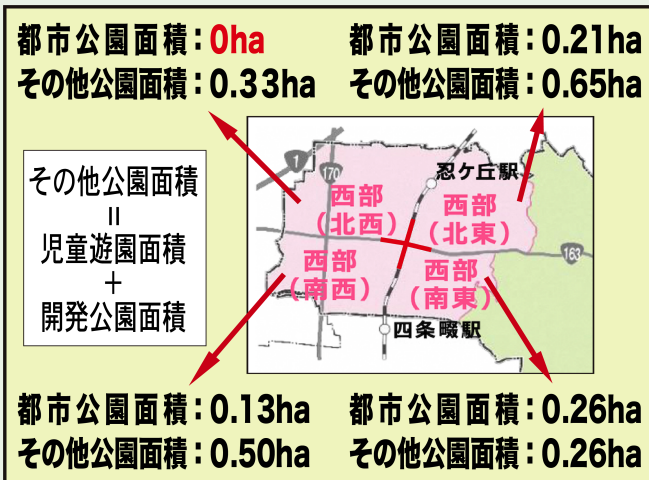 都市公園面積：0ha
その他公園面積：0.33ha
都市公園面積：0.21ha
その他公園面積：0.65ha
その他公園面積
＝
児童遊園面積
＋
開発公園面積
1
170
忍ケ丘駅
西部
（北西）
西部
（北東）
163
西部
（南西）
西部
（南東）
四条畷駅
都市公園面積：0.13ha
その他公園面積：0.50ha
都市公園面積：0.26ha
その他公園面積：0.26ha